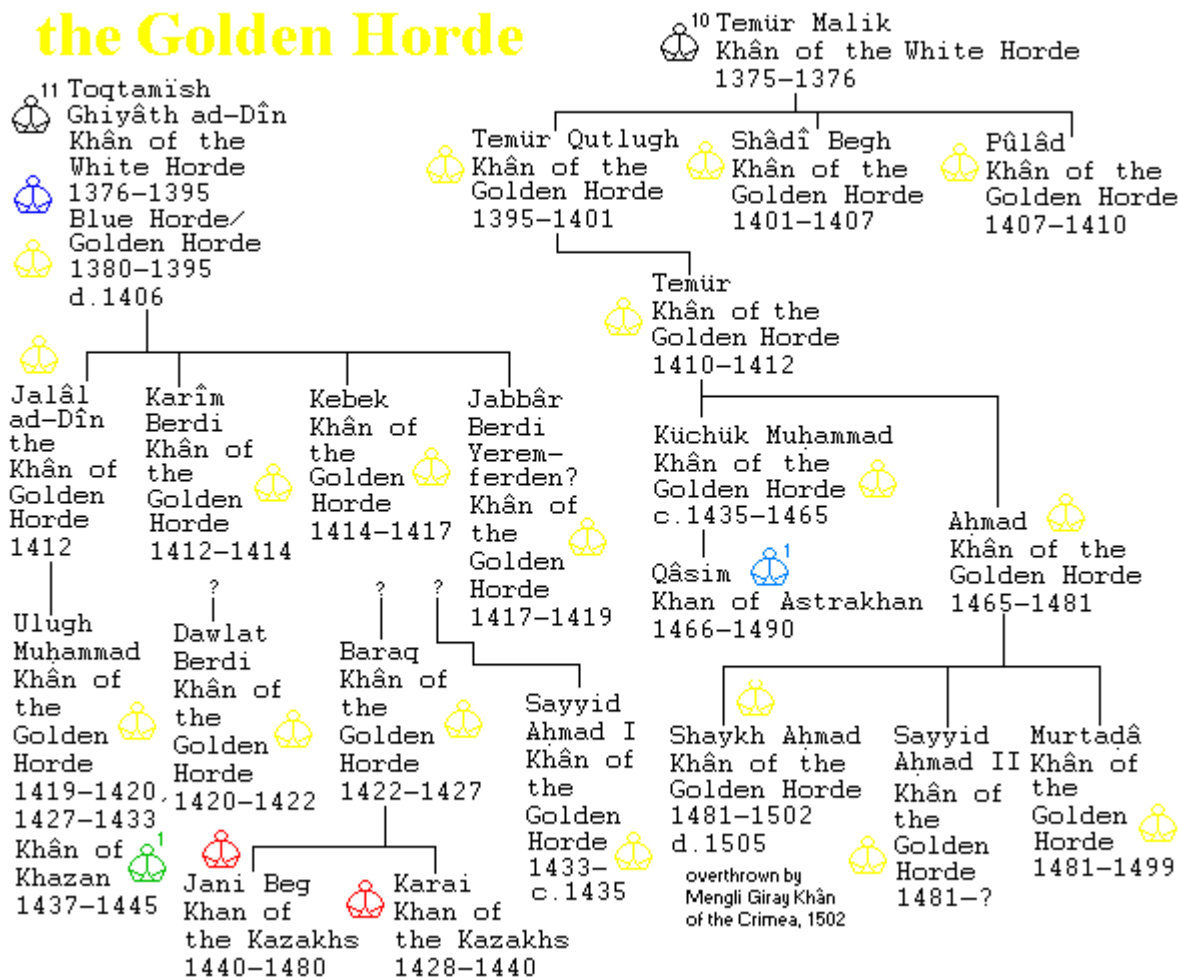 the Golden Horde
10 Temür Malik
Khân of the White Horde
1375–1376
11 Toqtamïsh
Ghiyâth ad–Dîn
Khân of the
White Horde
1376–1395
Blue Horde/
Golden Horde
1380–1395
d.1406
Temür Qutlugh
Khân of the
Golden Horde
1395–1401
Shâdî Begh
Khân of the
Golden Horde
1401–1407
Pûlâd
Khân of the
Golden Horde
1407–1410
Temür
Khân of the
Golden Horde
1410–1412
Jalâl
ad–Dîn
the
Khân of
Golden
Horde
1412
Karîm
Berdi
Khân of
the
Golden
Horde
1412–1414
Kebek
Khân of
the
Golden
Horde
1414–1417
Jabbâr
Berdi
Yerem–
ferden?
Khân of
the
Golden
Horde
1417–1419
Küchük Muḥammad
Khân of the
Golden Horde
c.1435–1465
Qâsim 1
Khan of Astrakhan
1466–1490
Aḥmad
Khân of the
Golden Horde
1465–1481
Ulugh
Muḥammad
Khân of
the
Golden
Horde
1419–1420,
1427–1433
Khân of 1
Khazan
1437–1445
?
Dawlat
Berdi
Khân of
the
Golden
Horde
1420–1422
?
Baraq
Khân of
the
Golden
Horde
1422–1427
?
Sayyid
Aḥmad I
Khân of
the
Golden
Horde
1433–
c.1435
Shaykh Aḥmad
Khân of the
Golden Horde
1481–1502
d.1505
overthrown by
Mengli Giray Khân
of the Crimea, 1502
Sayyid
Aḥmad II
Khân of
the
Golden
Horde
1481–?
Murtaḍâ
Khân of
the
Golden
Horde
1481–1499
Jani Beg
Khan of
the Kazakhs
1440–1480
Karai
Khan of
the Kazakhs
1428–1440